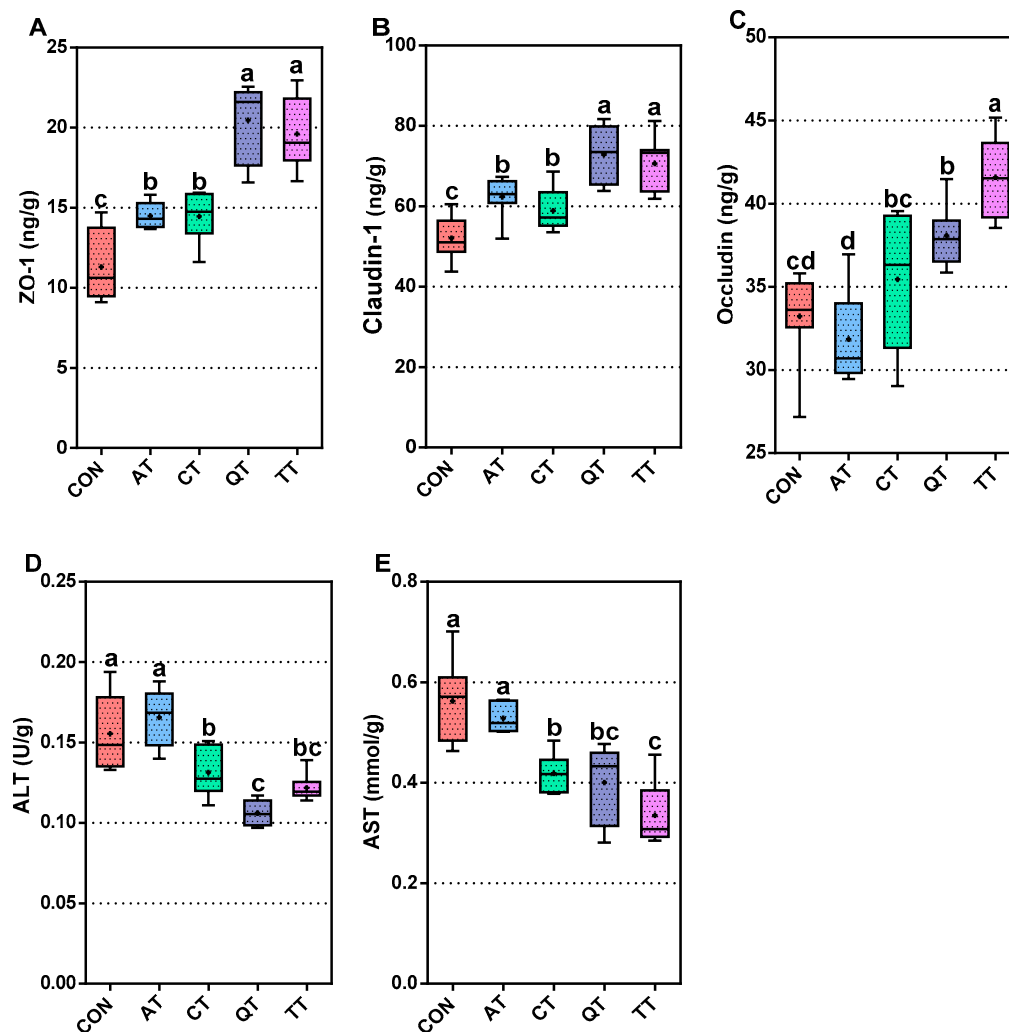 A
ZO-1 (ng/g)
25
20
15
10
5
0
c
b
b
a
a
CON
AT
CT
QT
TT
B
Claudin-1 (ng/g)
100
80
60
40
20
0
c
b
b
a
a
CON
AT
CT
QT
TT
C
Occludin (ng/g)
50
45
40
35
30
25
cd
d
bc
b
a
CON
AT
CT
QT
TT
D
ALT (U/g)
0.25
0.20
0.15
0.10
0.05
0.00
a
a
b
c
bc
CON
AT
CT
QT
TT
E
AST (mmol/g)
0.8
0.6
0.4
0.2
0.0
a
a
b
bc
c
CON
AT
CT
QT
TT